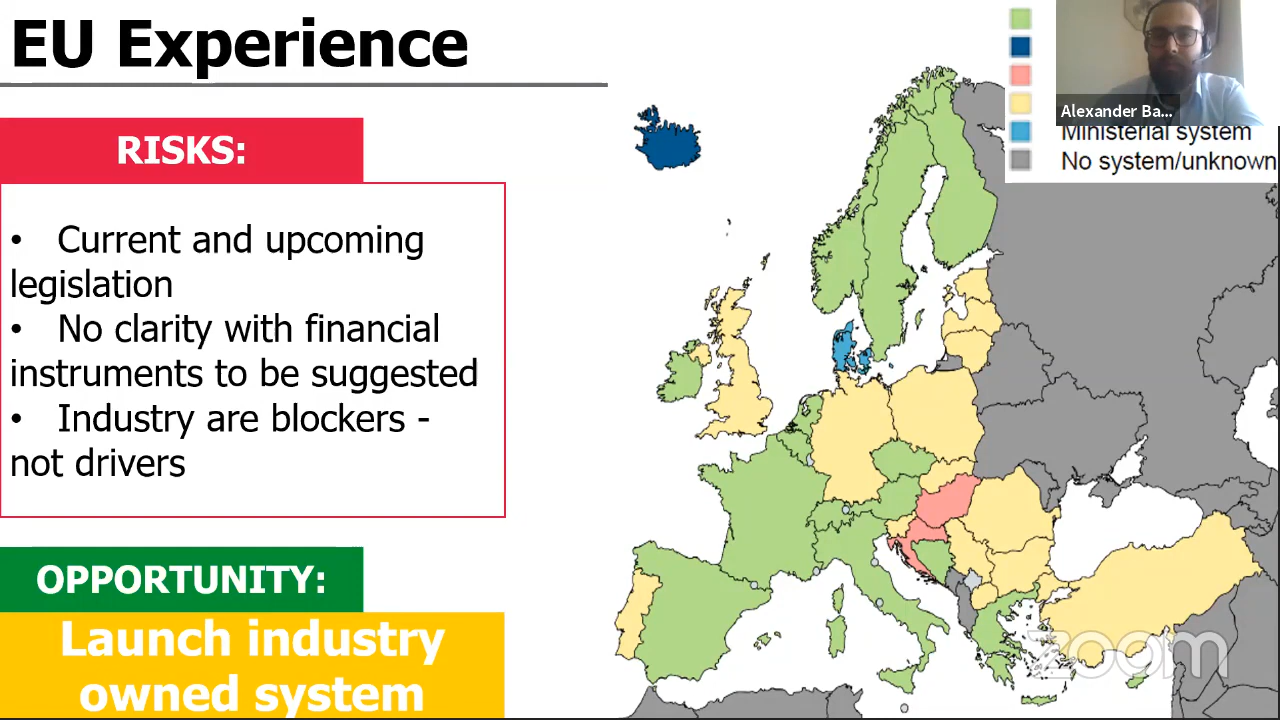 EU Experience
RISKS:
• Current and upcoming
legislation
• No clarity with financial
instruments to be suggested
• Industry are blockers -
not drivers
OPPORTUNITY:
Launch industry
owned system
Alexander Ba...
Ministerial system
No system/unknown
zoom